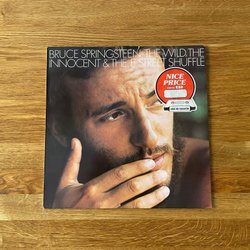 BRUCE SPRINGSTEEN THE WILD, THE
INNOCENT & THE E STREET SHUFFLE
NICE
PRICE